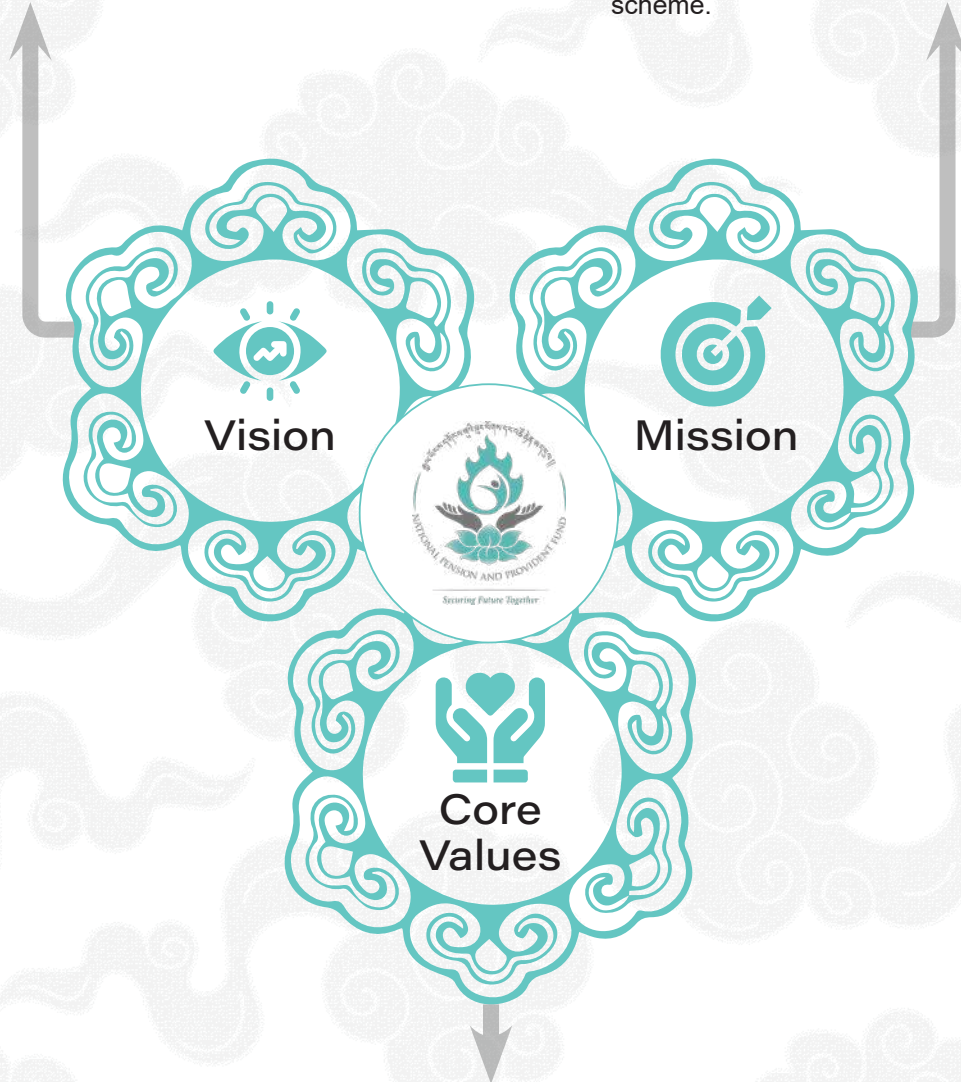 scheme.
Vision
Mission
NATIONAL PENSION AND PROVIDENT FUND
Securing Future Together
Core
Values